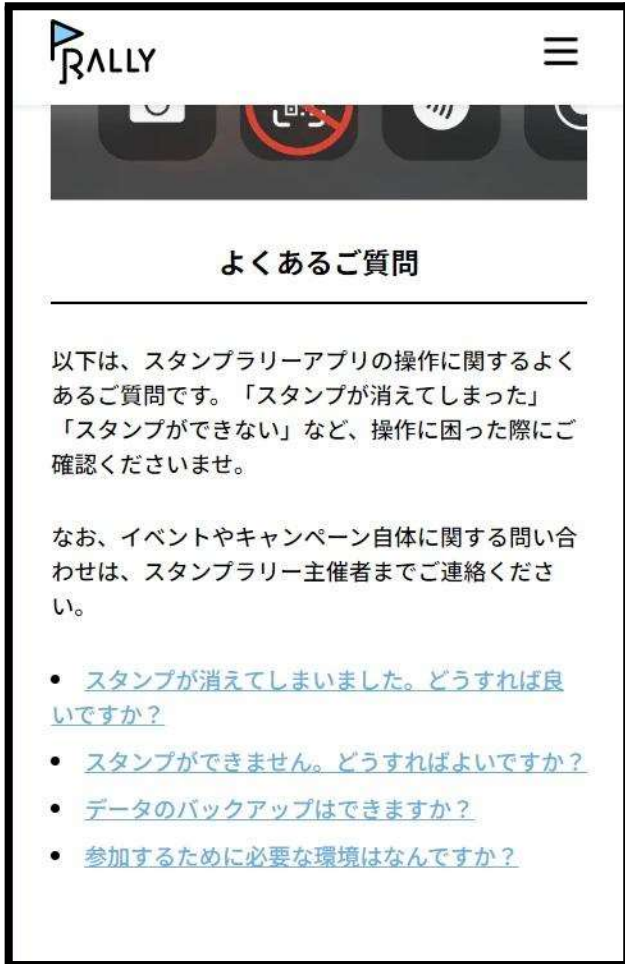 RALLY
よくあるご質問
以下は、スタンプラリーアプリの操作に関するよく
あるご質問です。「スタンプが消えてしまった」
「スタンプができない」など、操作に困った際にご
確認くださいませ。
なお、イベントやキャンペーン自体に関する問い合
わせは、スタンプラリー主催者までご連絡くださ
い。
• スタンプが消えてしまいました。どうすれば良
いですか？
• スタンプができません。どうすればよいですか？
• データのバックアップはできますか？
• 参加するために必要な環境はなんですか？